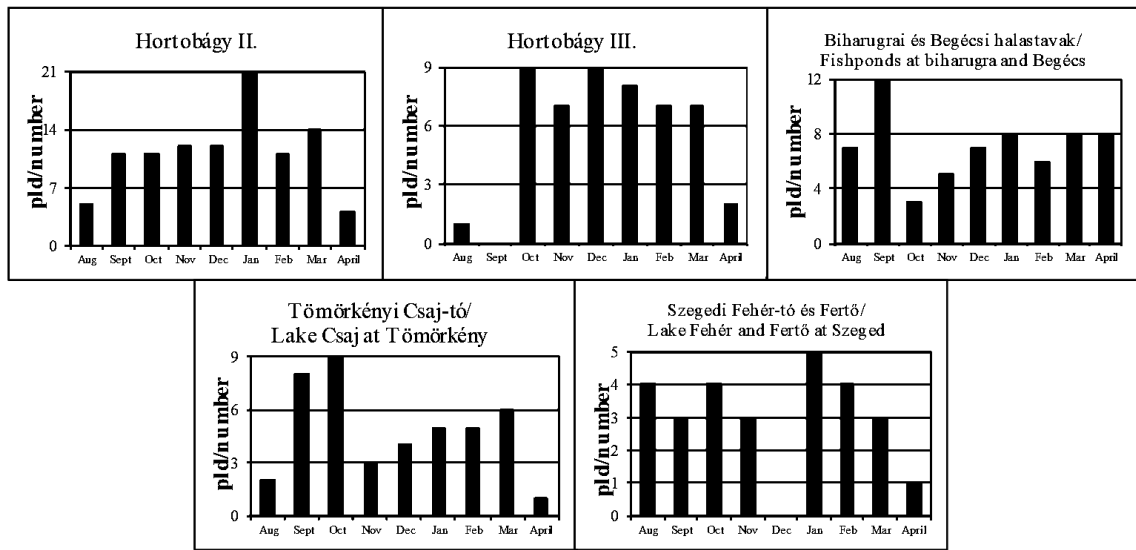 Hortobágy II.
pld/number
21
14
7
0
Aug Sept Oct Nov Dec Jan Feb Mar April
Hortobágy III.
pld/number
9
6
3
0
Aug Sept Oct Nov Dec Jan Feb Mar April
Biharugrai és Begécsi halastavak/
Fishponds at biharugra and Begécs
pld/number
12
8
4
0
Aug Sept Oct Nov Dec Jan Feb Mar April
Tömörkényi Csaj-tó/
Lake Csaj at Tömörkény
pld/number
9
6
3
0
Aug Sept Oct Nov Dec Jan Feb Mar April
Szegedi Fehér-tó és Fertő/
Lake Fehér and Fertő at Szeged
pld/number
5
4
3
2
1
0
Aug Sept Oct Nov Dec Jan Feb Mar April